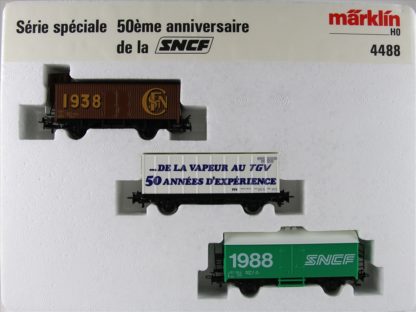 Série spéciale 50ème anniversaire
de la SNCF
märklin
HO
4488
1938
...DE LA VAPEUR AU TGV
50 ANNÉES D'EXPÉRIENCE
1988 SNCF